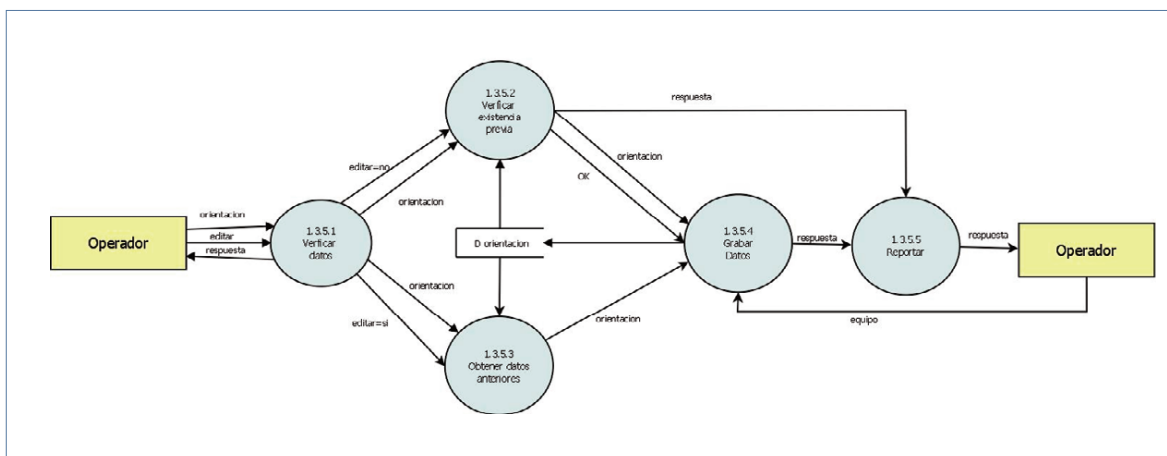 1.3.5.2
Verficar
existencia
previa
respuesta
editar=no
orientacion
orientacion
OK
orientacion
Operador
editar
respuesta
1.3.5.1
Verficar
datos
D orientacion
1.3.5.4
Grabar
Datos
respuesta
1.3.5.5
Reportar
respuesta
Operador
orientacion
editar=si
orientacion
equipo
1.3.5.3
Obtener datos
anteriores